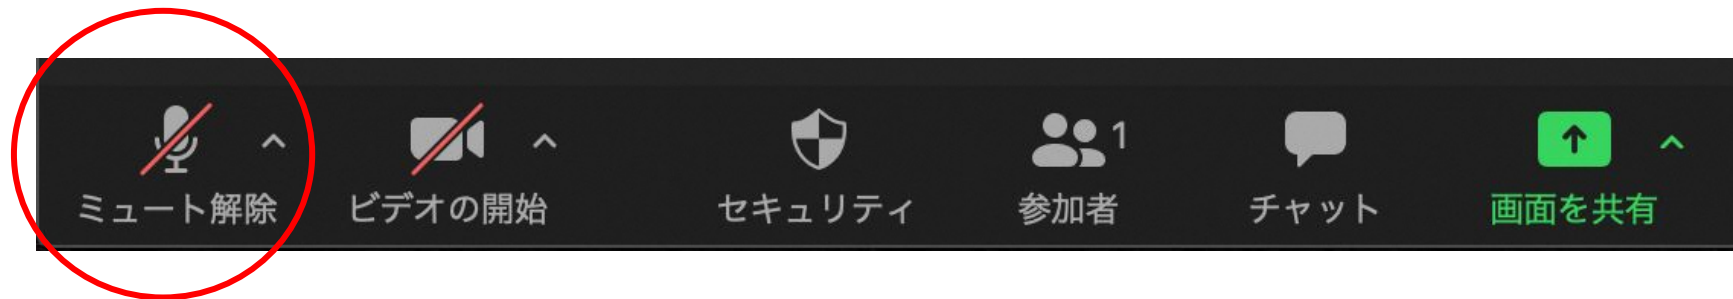 1
ミュート解除
ビデオの開始
セキュリティ
参加者
チャット
画面を共有